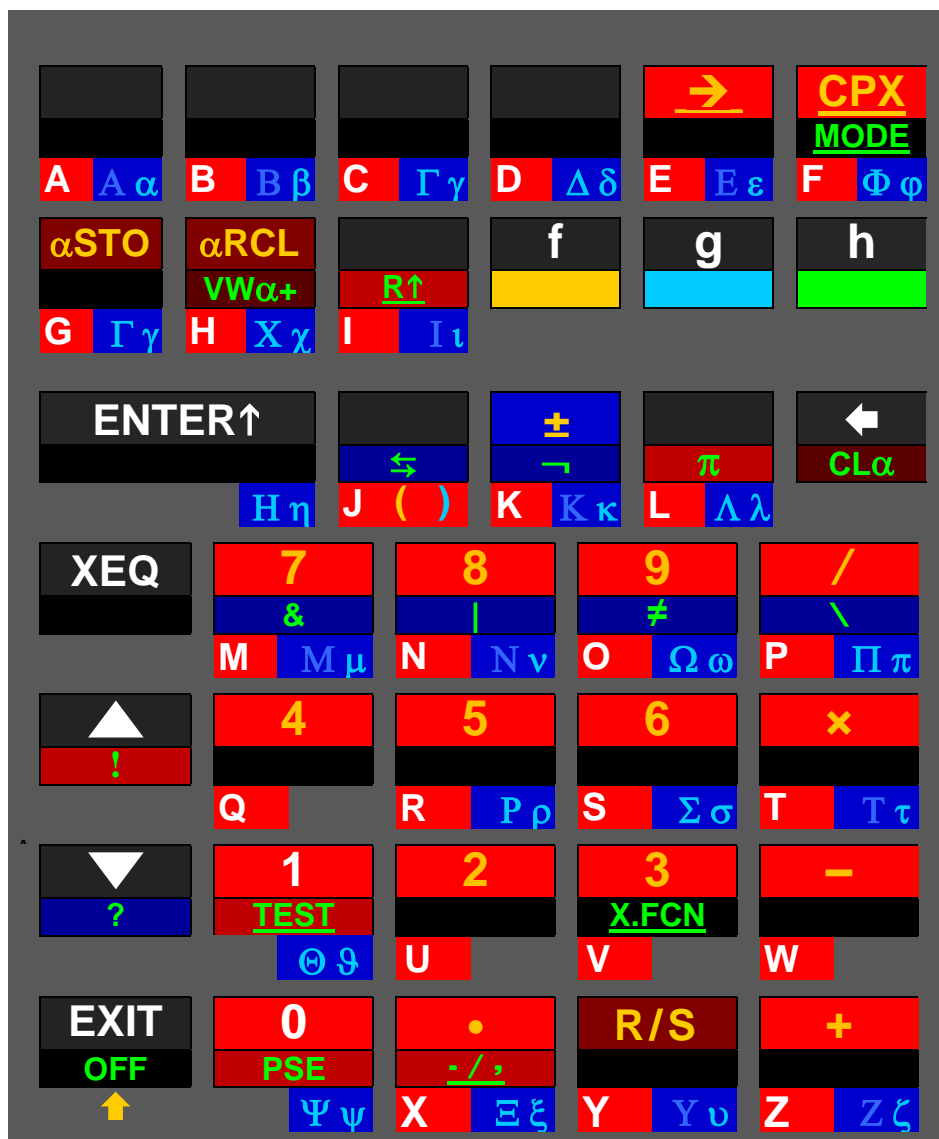 → CPX
MODE
A Α α B Β β C Γ γ D Δ δ E Ε ε F Φ φ
αSTO αRCL f g h
VWα+ R↑
G Γ γ H Χ χ I Ι ι
ENTER↑ ± ←
⇆ ¬ π CLα
Η η J ( ) K Κ κ L Λ λ
XEQ 7 8 9 /
& | ≠ \
M Μ μ N Ν ν O Ω ω P Π π
▲ 4 5 6 ×
!
Q R Ρ ρ S Σ σ T Τ τ
▼ 1 2 3 −
? TEST X.FCN
Θ ϑ U V W
EXIT 0 • R/S +
OFF PSE ./,
↑ Ψ ψ X Ξ ξ Y Υ υ Z Ζ ζ